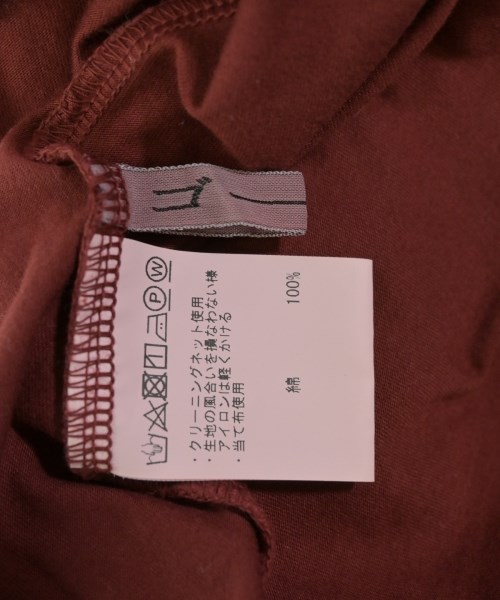 P W
・クリーニングネット使用
・生地の風合いを損なわない様
アイロンは軽くかける
・当て布使用
綿 100%